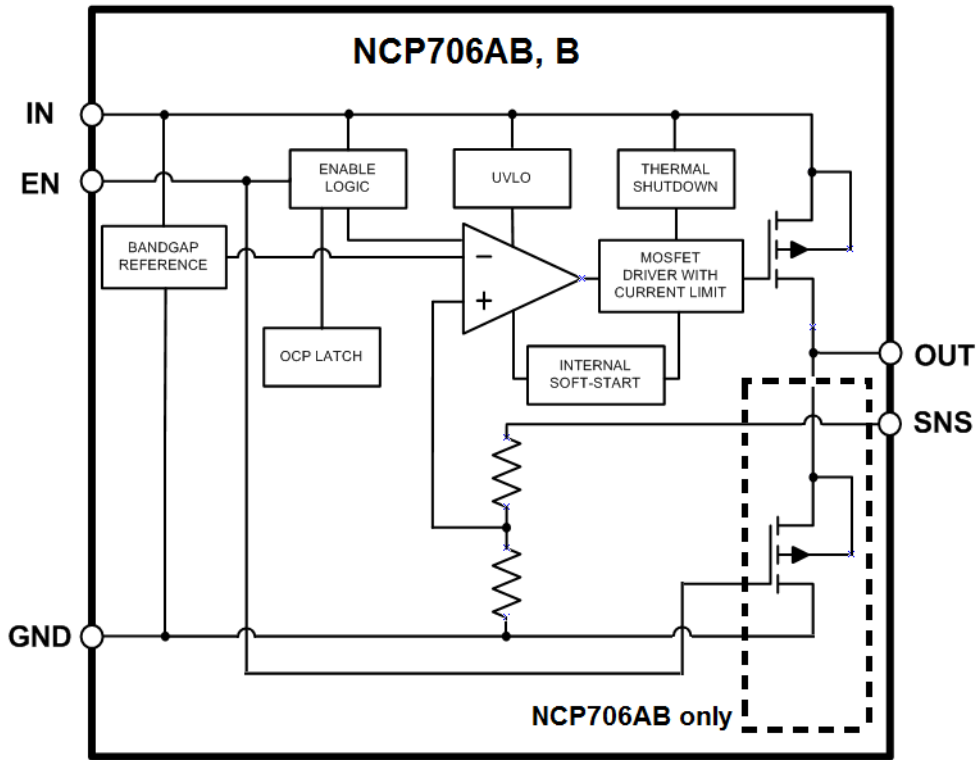 NCP706AB, B
IN
EN
ENABLE
LOGIC
UVLO
THERMAL
SHUTDOWN
BANDGAP
REFERENCE
−
+
MOSFET
DRIVER WITH
CURRENT LIMIT
OCP LATCH
INTERNAL
SOFT-START
OUT
SNS
GND
NCP706AB only